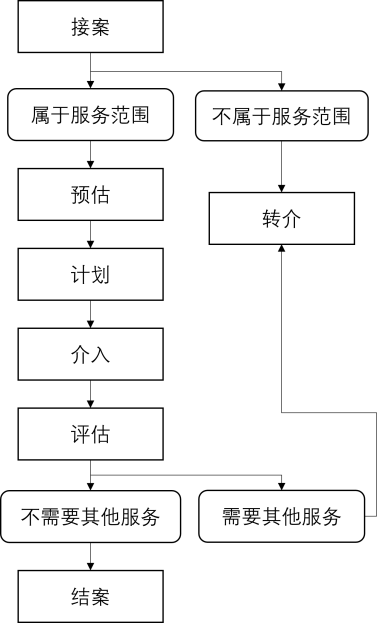 接案
属于服务范围
不属于服务范围
预估
转介
计划
介入
评估
不需要其他服务
需要其他服务
结案